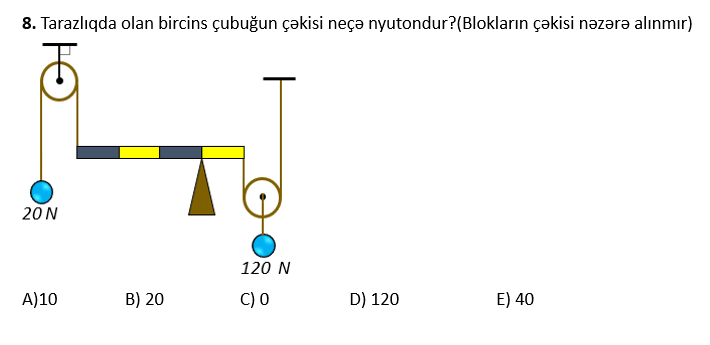 8. Tarazlıqda olan bircins çubuğun çəkisi neçə nyutondur?(Blokların çəkisi nəzərə alınmır)
20 N
120 N
A)10 B) 20 C) 0 D) 120 E) 40